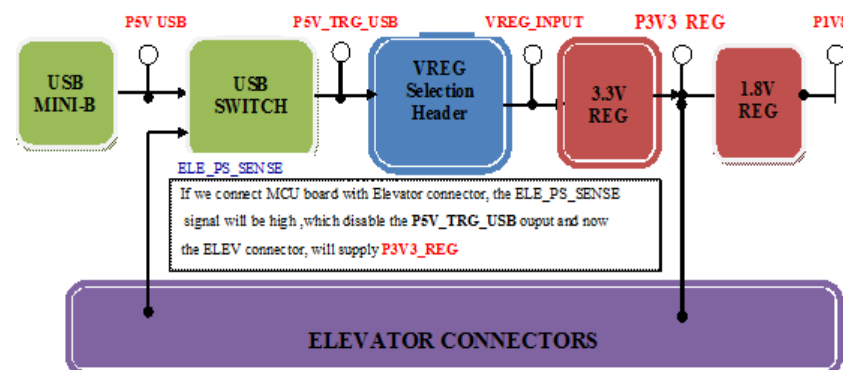 P5V USB
P5V_TRG_USB
VREG_INPUT
P3V3_REG
P1V8
USB
MINI-B
USB
SWITCH
VREG
Selection
Header
3.3V
REG
1.8V
REG
ELE_PS_SENSE
If we connect MCU board with Elevator connector, the ELE_PS_SENSE
signal will be high ,which disable the P5V_TRG_USB ouput and now
the ELEV connector, will supply P3V3_REG
ELEVATOR CONNECTORS